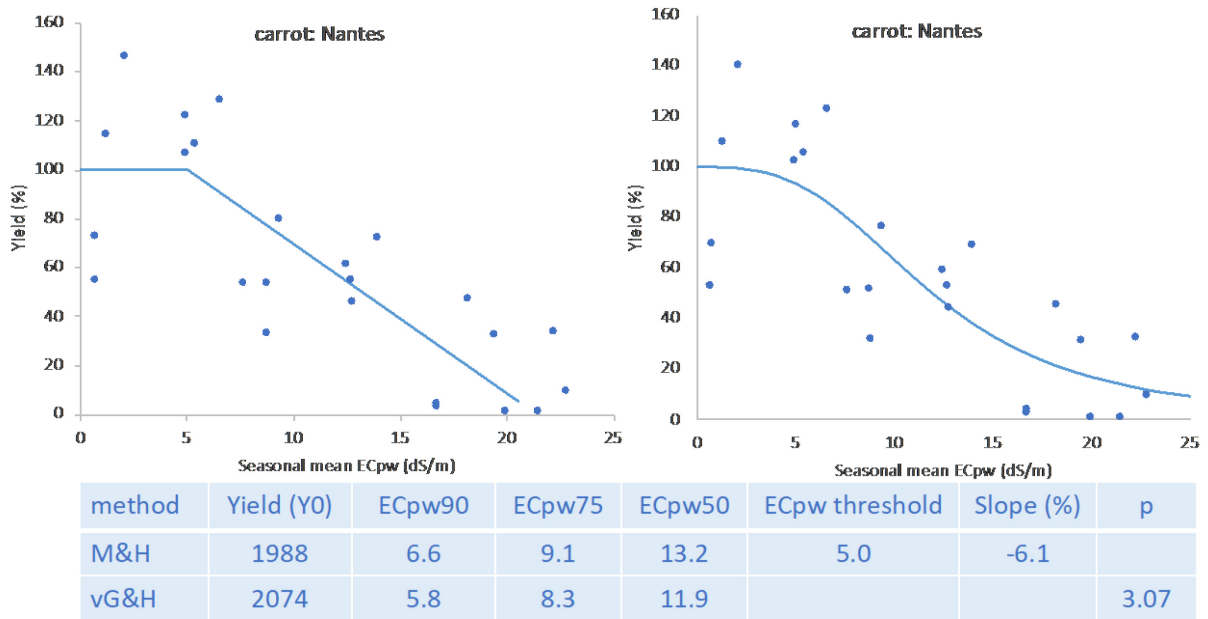 carrot: Nantes
160
140
120
100
80
60
40
20
0
Yield (%)
0 5 10 15 20 25
Seasonal mean ECpw (dS/m)
carrot: Nantes
160
140
120
100
80
60
40
20
0
Yield (%)
0 5 10 15 20 25
Seasonal mean ECpw (dS/m)
method Yield (Y0) ECpw90 ECpw75 ECpw50 ECpw threshold Slope (%) p
M&H 1988 6.6 9.1 13.2 5.0 -6.1
vG&H 2074 5.8 8.3 11.9 3.07